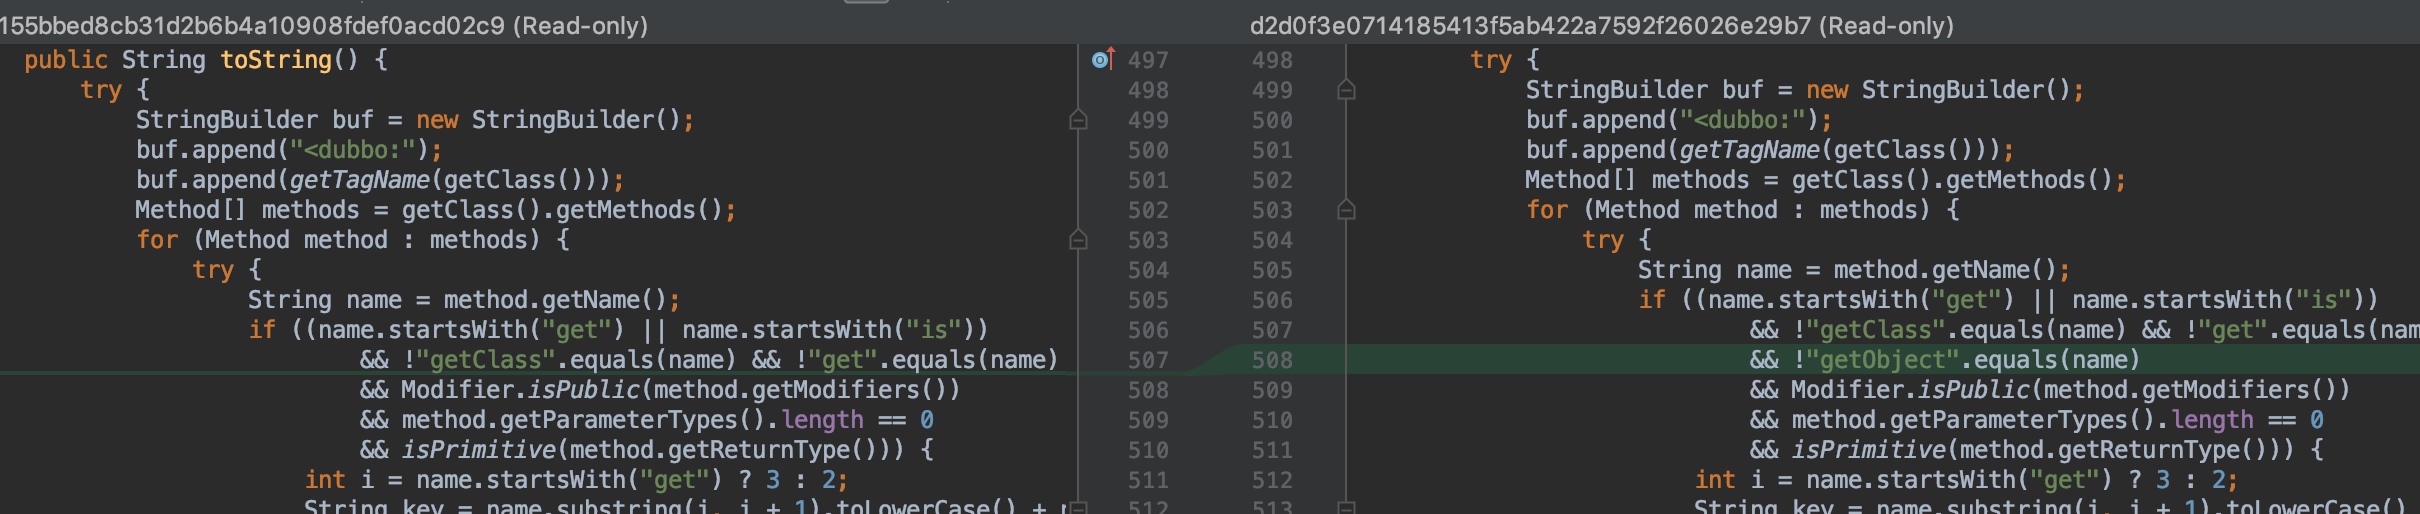 155bbed8cb31d2b6b4a10908fdef0acd02c9 (Read-only)
public String toString() {
try {
StringBuilder buf = new StringBuilder();
buf.append("<dubbo:");
buf.append(getTagName(getClass()));
Method[] methods = getClass().getMethods();
for (Method method : methods) {
try {
String name = method.getName();
if ((name.startsWith("get") || name.startsWith("is"))
&& !"getClass".equals(name) && !"get".equals(name)
&& Modifier.isPublic(method.getModifiers())
&& method.getParameterTypes().length == 0
&& isPrimitive(method.getReturnType())) {
int i = name.startsWith("get") ? 3 : 2;
String key = name.substring(i, i + 1).toLowerCase() +
497
498
499
500
501
502
503
504
505
506
507
508
509
510
511
512
d2d0f3e0714185413f5ab422a7592f26026e29b7 (Read-only)
498
499
500
501
502
503
504
505
506
507
508
509
510
511
512
513
try {
StringBuilder buf = new StringBuilder();
buf.append("<dubbo:");
buf.append(getTagName(getClass()));
Method[] methods = getClass().getMethods();
for (Method method : methods) {
try {
String name = method.getName();
if ((name.startsWith("get") || name.startsWith("is"))
&& !"getClass".equals(name) && !"get".equals(nam
&& !"getObject".equals(name)
&& Modifier.isPublic(method.getModifiers())
&& method.getParameterTypes().length == 0
&& isPrimitive(method.getReturnType())) {
int i = name.startsWith("get") ? 3 : 2;
String key = name.substring(i, i + 1).toLowerCase()